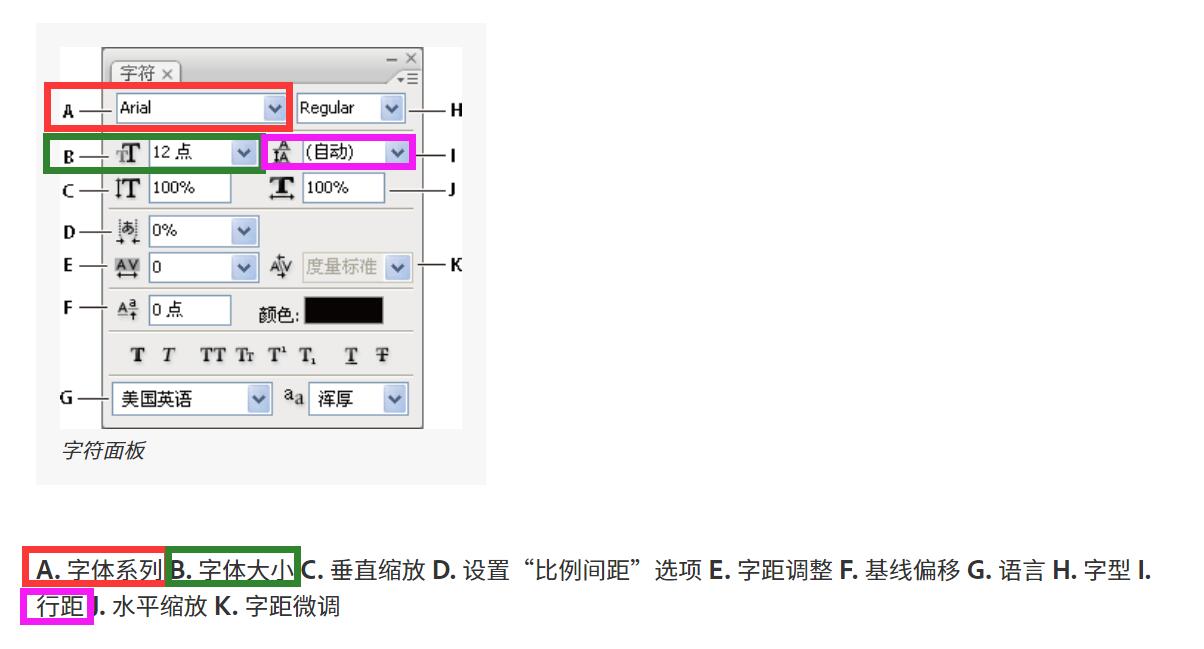 字符
A Arial Regular H
B T T 12 点 A IA (自动) I
C IT 100% T 100% J
D あ 0%
E AV 0 A V 度量标准 K
F A a 0 点 颜色:
T T TT Tr T¹ T₁ T T
G 美国英语 aa 浑厚
字符面板
A. 字体系列 B. 字体大小 C. 垂直缩放 D. 设置“比例间距”选项 E. 字距调整 F. 基线偏移 G. 语言 H. 字型 I.
行距 J. 水平缩放 K. 字距微调